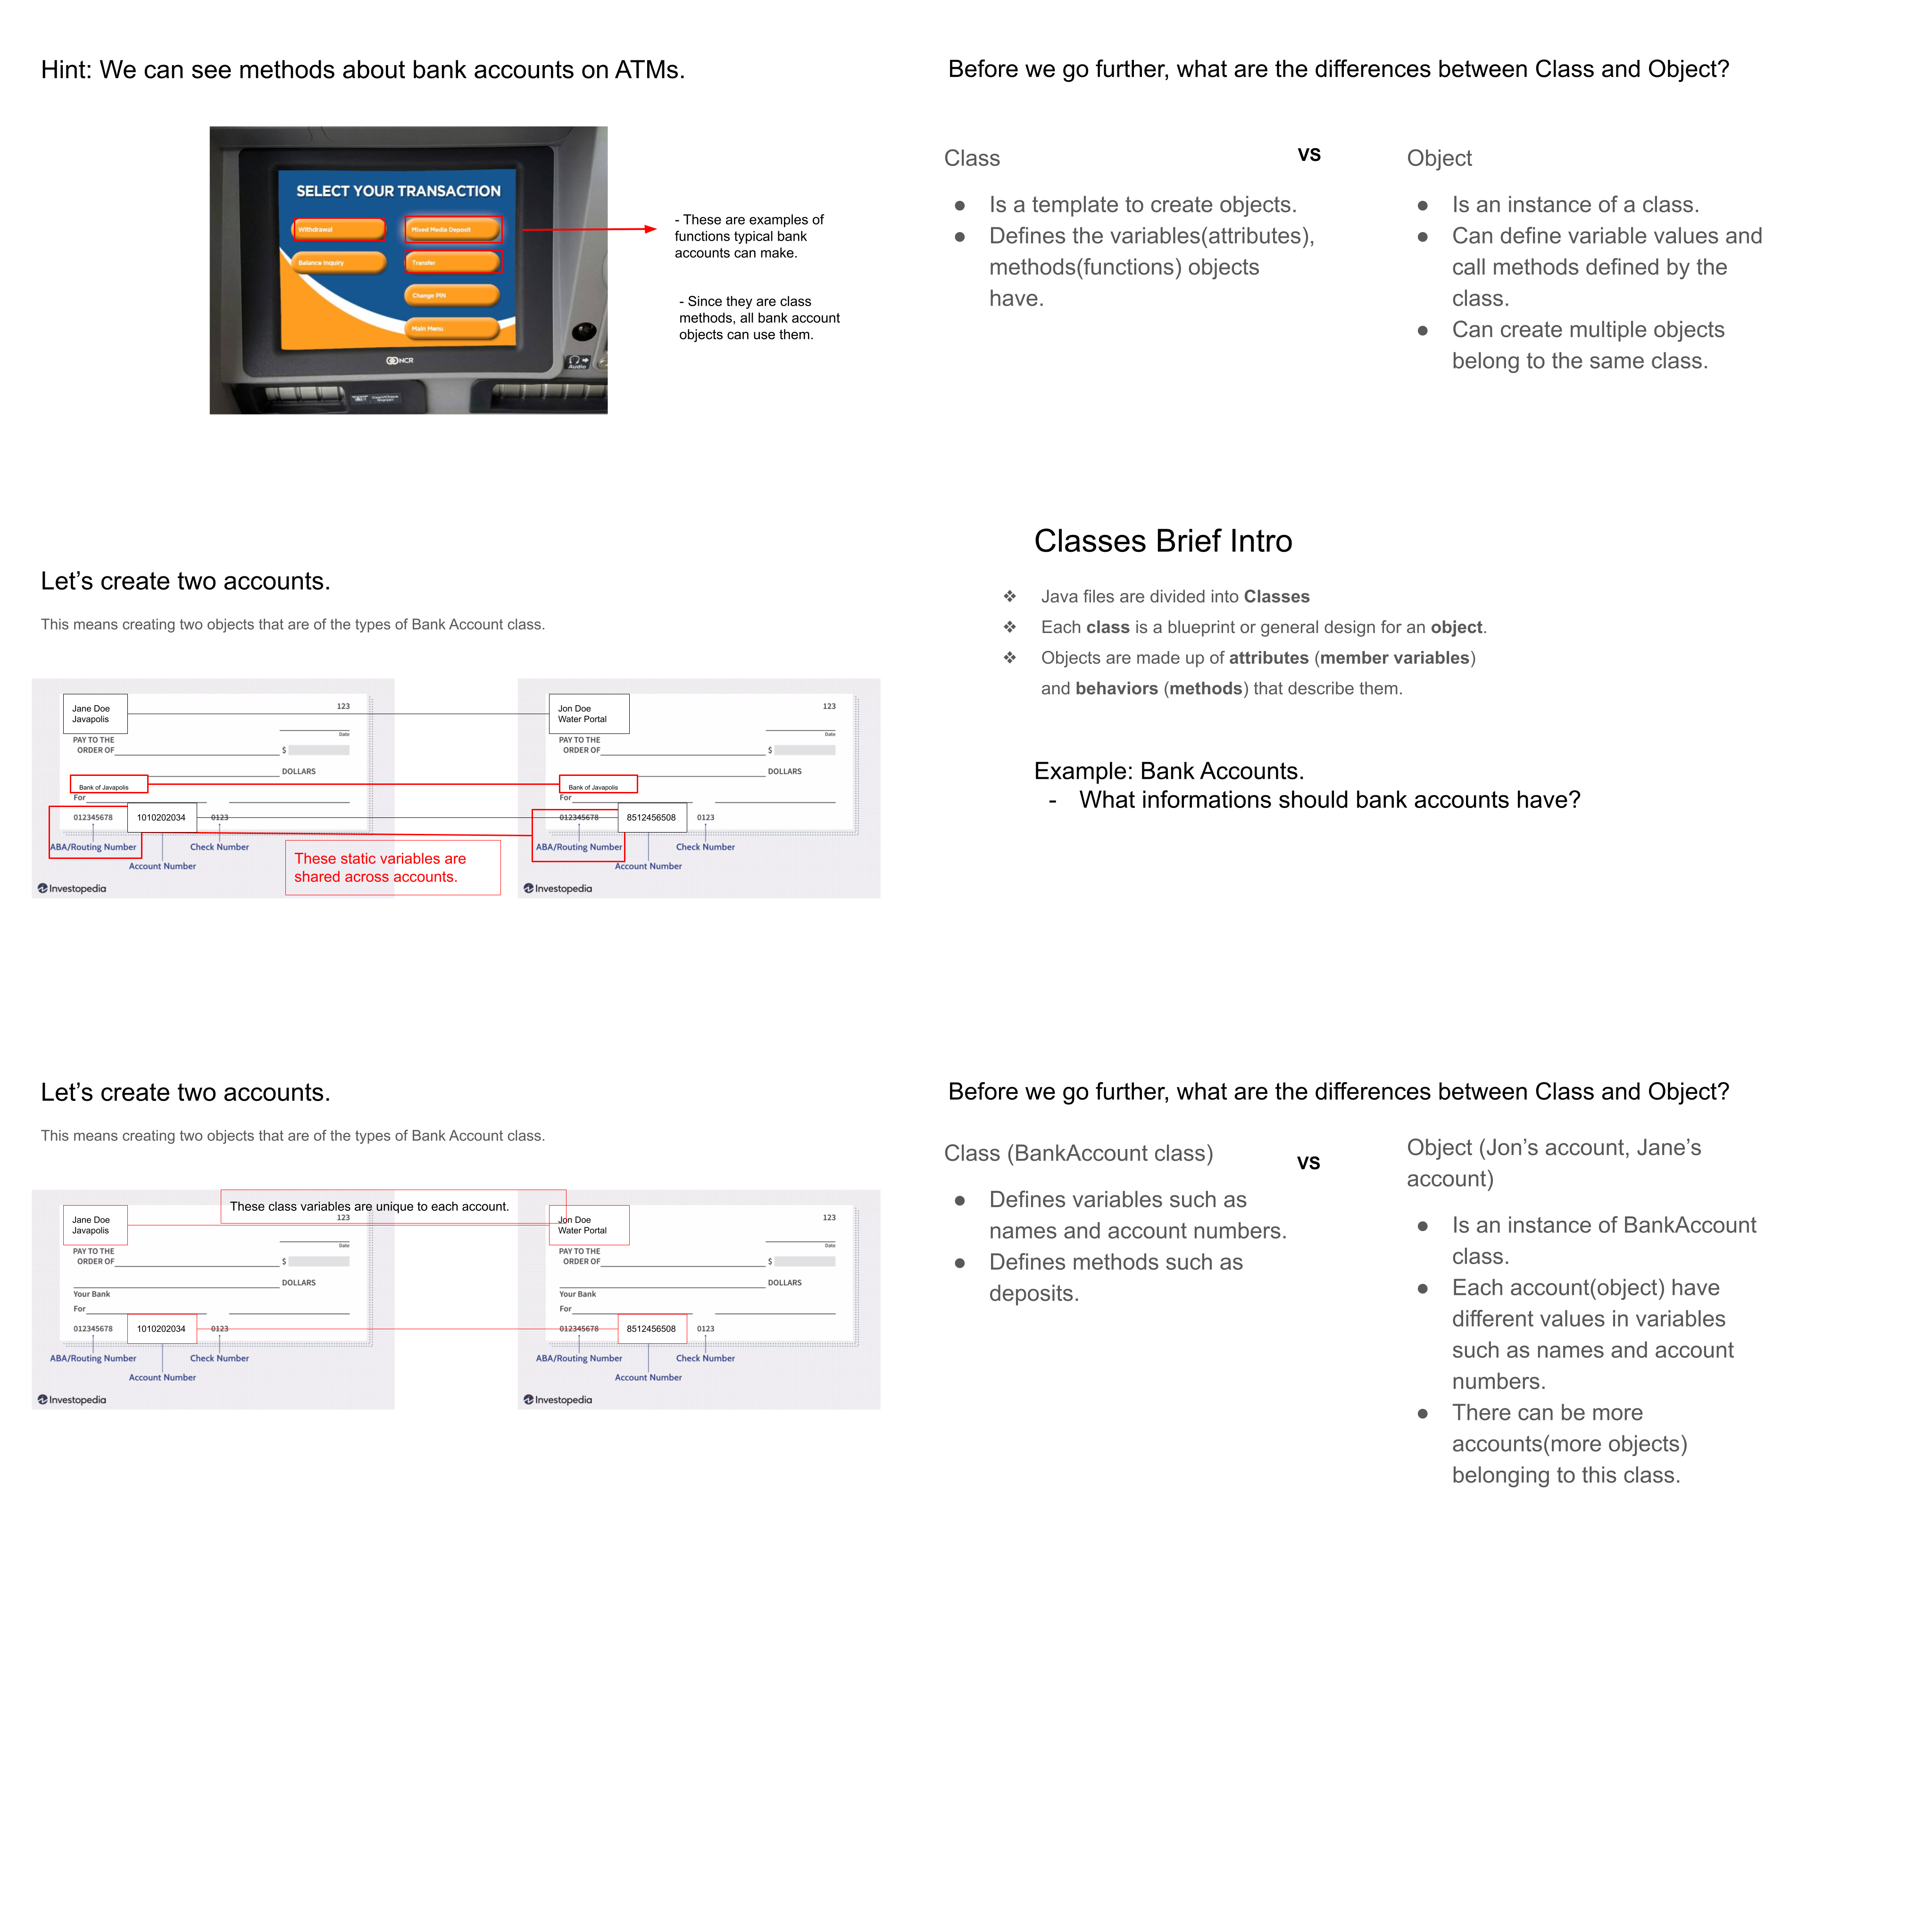 Hint: We can see methods about bank accounts on ATMs.
SELECT YOUR TRANSACTION
Withdrawal
Mixed Media Deposit
Balance Inquiry
Transfer
Change PIN
Main Menu
NCR
Audio
- These are examples of
functions typical bank
accounts can make.
- Since they are class
methods, all bank account
objects can use them.
Before we go further, what are the differences between Class and Object?
Class
VS
Object
● Is a template to create objects.
● Defines the variables(attributes),
methods(functions) objects
have.
● Is an instance of a class.
● Can define variable values and
call methods defined by the
class.
● Can create multiple objects
belong to the same class.
Let’s create two accounts.
This means creating two objects that are of the types of Bank Account class.
Jane Doe
Javapolis
123
Date
PAY TO THE
ORDER OF
$
DOLLARS
Bank of Javapolis
For
012345678
1010202034
0123
ABA/Routing Number
Check Number
Account Number
Investopedia
Jon Doe
Water Portal
123
Date
PAY TO THE
ORDER OF
$
DOLLARS
Bank of Javapolis
For
012345678
8512456508
0123
ABA/Routing Number
Check Number
Account Number
Investopedia
These static variables are
shared across accounts.
Classes Brief Intro
❖ Java files are divided into Classes
❖ Each class is a blueprint or general design for an object.
❖ Objects are made up of attributes (member variables)
and behaviors (methods) that describe them.
Example: Bank Accounts.
- What informations should bank accounts have?
Let’s create two accounts.
This means creating two objects that are of the types of Bank Account class.
These class variables are unique to each account.
Jane Doe
Javapolis
123
Date
PAY TO THE
ORDER OF
$
DOLLARS
Your Bank
For
012345678
1010202034
0123
ABA/Routing Number
Check Number
Account Number
Investopedia
Jon Doe
Water Portal
123
Date
PAY TO THE
ORDER OF
$
DOLLARS
Your Bank
For
012345678
8512456508
0123
ABA/Routing Number
Check Number
Account Number
Investopedia
Before we go further, what are the differences between Class and Object?
Class (BankAccount class)
VS
Object (Jon’s account, Jane’s
account)
● Defines variables such as
names and account numbers.
● Defines methods such as
deposits.
● Is an instance of BankAccount
class.
● Each account(object) have
different values in variables
such as names and account
numbers.
● There can be more
accounts(more objects)
belonging to this class.